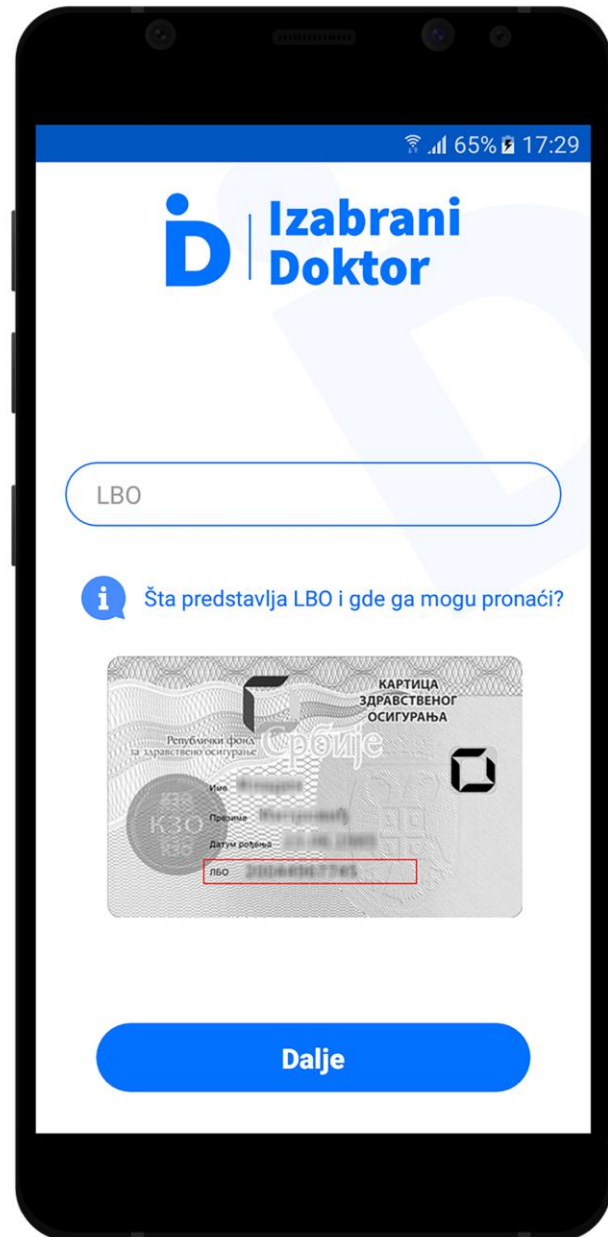 65% 17:29
Izabrani
Doktor
LBO
i Šta predstavlja LBO i gde ga mogu pronaći?
КАРТИЦА
ЗДРАВСТВЕНОГ
ОСИГУРАЊА
Републички фонд
за здравствено осигурање
Србије
КЗО
Име
Презиме
Датум рођења
ЛБО
Dalje